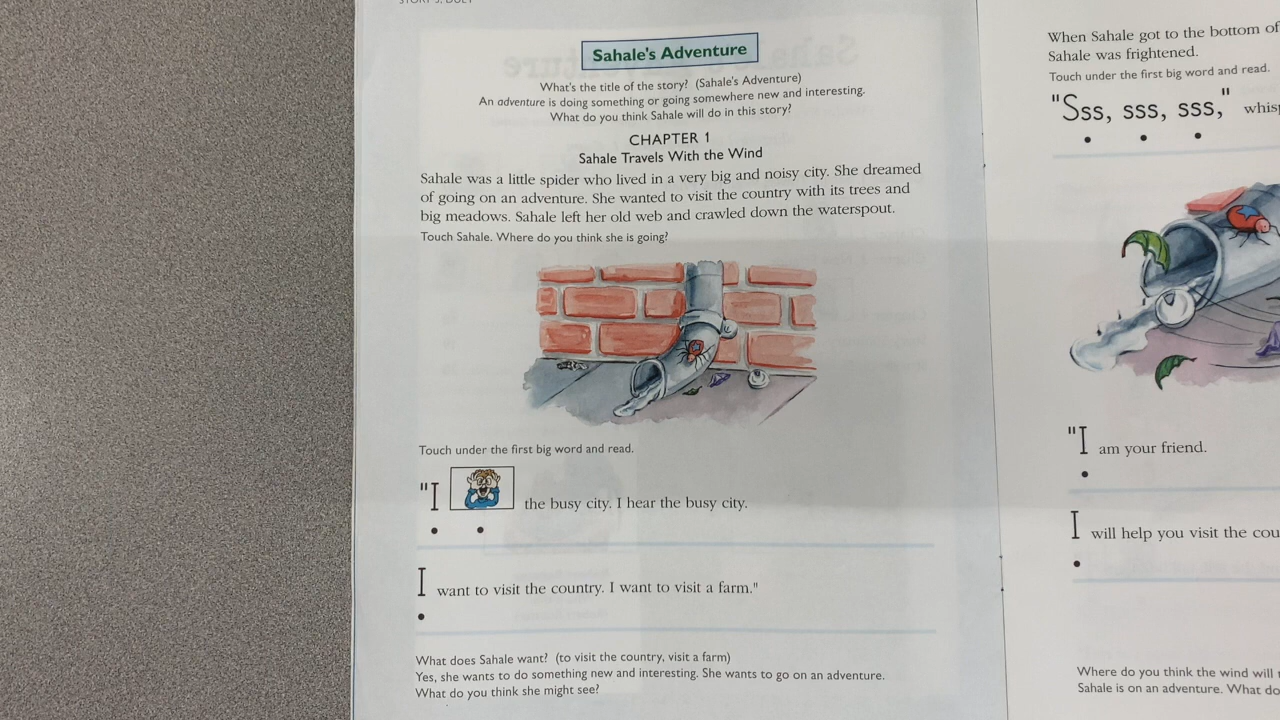 Sahale's Adventure
What's the title of the story? (Sahale's Adventure)
An adventure is doing something or going somewhere new and interesting.
What do you think Sahale will do in this story?
CHAPTER 1
Sahale Travels With the Wind
Sahale was a little spider who lived in a very big and noisy city. She dreamed
of going on an adventure. She wanted to visit the country with its trees and
big meadows. Sahale left her old web and crawled down the waterspout.
Touch Sahale. Where do you think she is going?
Touch under the first big word and read.
"I the busy city. I hear the busy city.
I want to visit the country. I want to visit a farm."
What does Sahale want? (to visit the country, visit a farm)
Yes, she wants to do something new and interesting. She wants to go on an adventure.
What do you think she might see?
When Sahale got to the bottom of
Sahale was frightened.
Touch under the first big word and read.
"Sss, sss, sss,"
"I am your friend.
I will help you visit the
Where do you think the wind will
Sahale is on an adventure. What